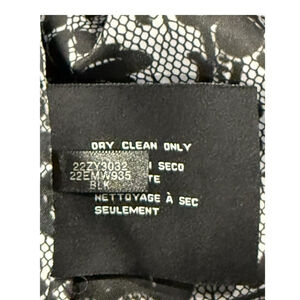 DRY CLEAN ONLY
22ZY3032
22EMW935
BLK
SECO
NETTOYAGE À SEC
SEULEMENT